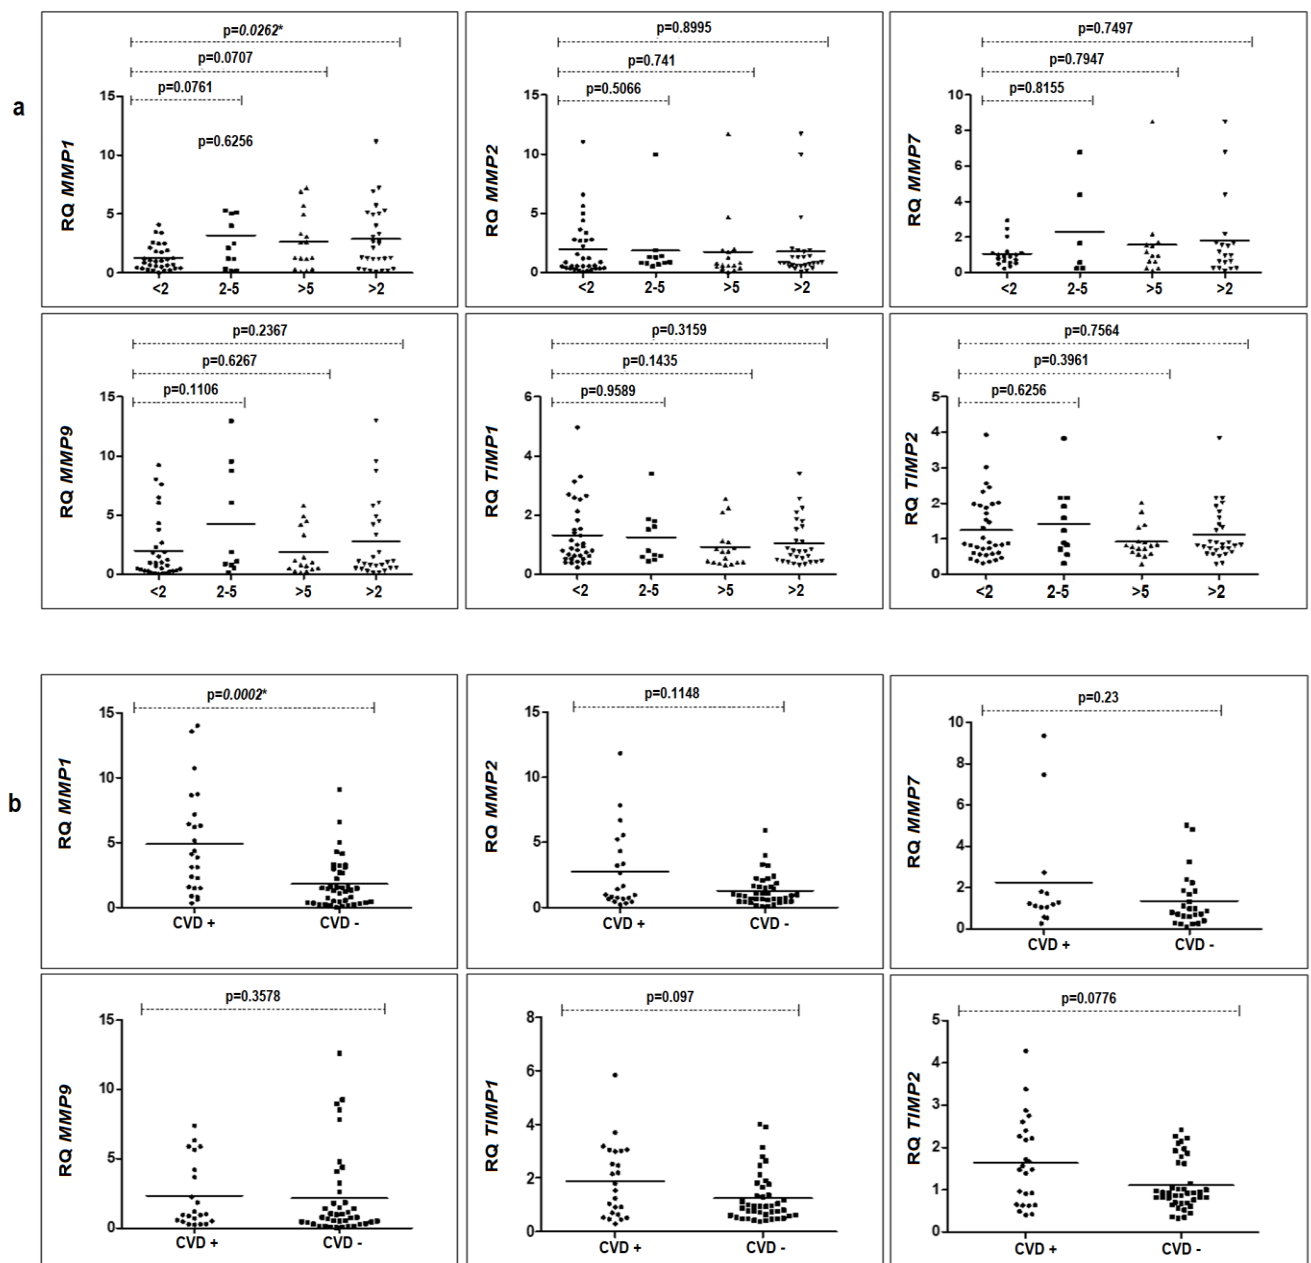 a
p=0.0262*
p=0.0707
p=0.0761
p=0.6256
RQ MMP1
15
10
5
0
<2 2-5 >5 >2
p=0.8995
p=0.741
p=0.5066
RQ MMP2
15
10
5
0
<2 2-5 >5 >2
p=0.7497
p=0.7947
p=0.8155
RQ MMP7
10
8
6
4
2
0
<2 2-5 >5 >2
p=0.2367
p=0.6267
p=0.1106
RQ MMP9
15
10
5
0
<2 2-5 >5 >2
p=0.3159
p=0.1435
p=0.9589
RQ TIMP1
6
4
2
0
<2 2-5 >5 >2
p=0.7564
p=0.3961
p=0.6256
RQ TIMP2
5
4
3
2
1
0
<2 2-5 >5 >2
b
p=0.0002*
RQ MMP1
15
10
5
0
CVD + CVD -
p=0.1148
RQ MMP2
15
10
5
0
CVD + CVD -
p=0.23
RQ MMP7
10
8
6
4
2
0
CVD + CVD -
p=0.3578
RQ MMP9
15
10
5
0
CVD + CVD -
p=0.097
RQ TIMP1
8
6
4
2
0
CVD + CVD -
p=0.0776
RQ TIMP2
5
4
3
2
1
0
CVD + CVD -